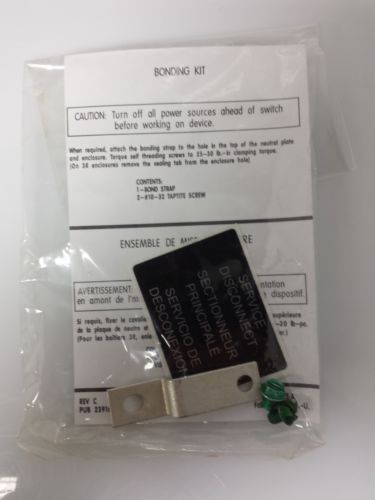 BONDING KIT
CAUTION: Turn off all power sources ahead of switch
before working on device.
When required, attach the bonding strap to the hole in the top of the neutral plate
and enclosure. Torque self threading screws to 25-30 lb.-in clamping torque.
(On 3R enclosures remove the sealing tab from the enclosure hole)
CONTENTS:
1-BOND STRAP
2-#10-32 TAPTITE SCREW
ENSEMBLE DE
AVERTISSEMENT:
en amont de dispositif.
Si requis, fixer le supérieure
de la plaque de neutre et
(Pour les boîtiers 3R,
SERVICE
DISCONNECT
SECTIONNEUR
PRINCIPALE
SERVICIO DE
DESCONEXION
REV C
PUB